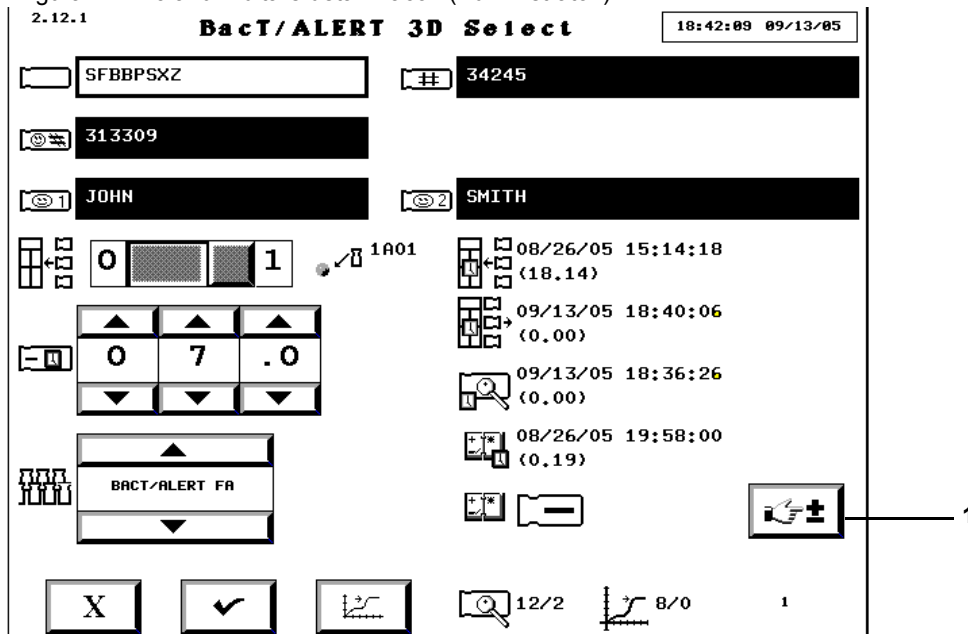 2.12.1
BacT/ALERT 3D Select
18:42:09 09/13/05
SFBBPSXZ
# 34245
313309
1 JOHN
2 SMITH
0 1
1A01
08/26/05 15:14:18
(18.14)
09/13/05 18:40:06
(0.00)
0 7 .0
09/13/05 18:36:26
(0.00)
08/26/05 19:58:00
(0.19)
BACT/ALERT FA
±
1
X
12/2
8/0
1